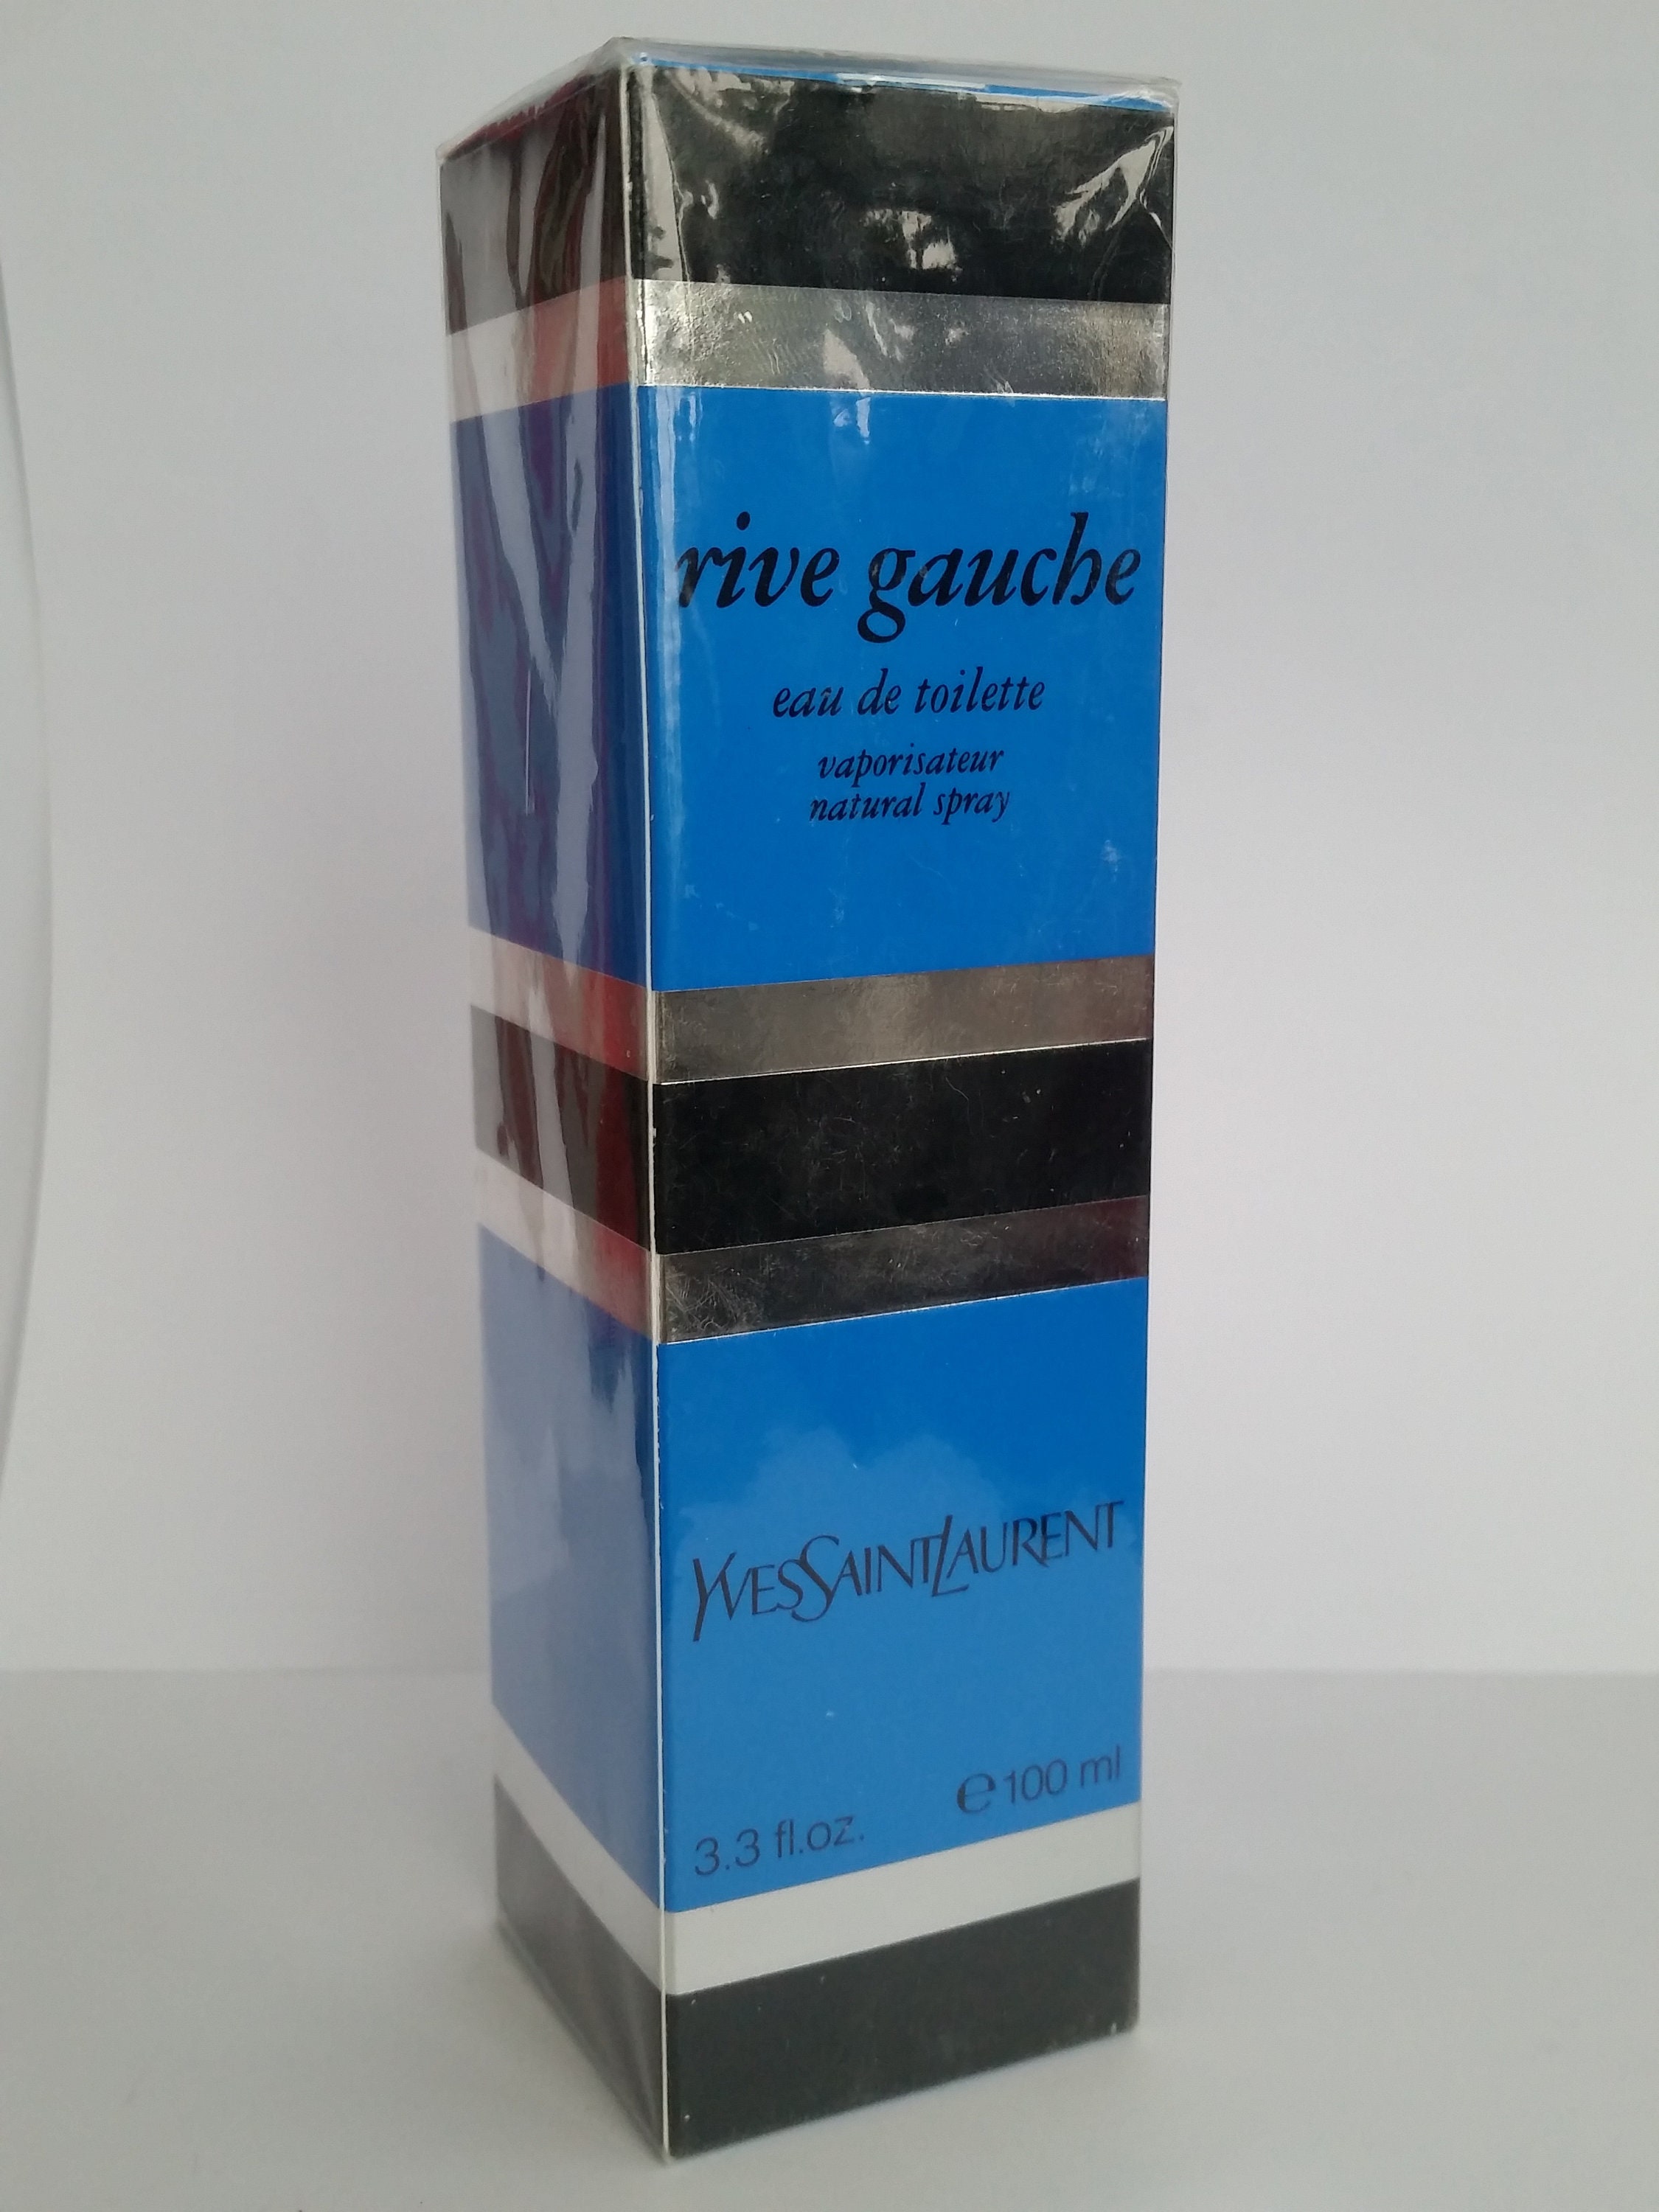 rive gauche
eau de toilette
vaporisateur
natural spray
YVESSAINTLAURENT
3.3 fl.oz. ℮ 100 ml